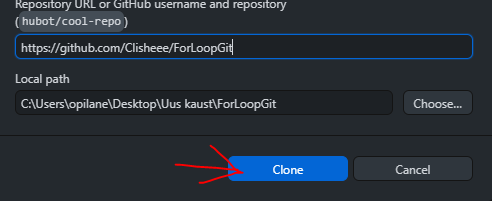 Repository URL or GitHub username and repository
(hubot/cool-repo)
https://github.com/Clisheee/ForLoopGit
Local path
C:\Users\opilane\Desktop\Uus kaust\ForLoopGit
Choose...
Clone
Cancel